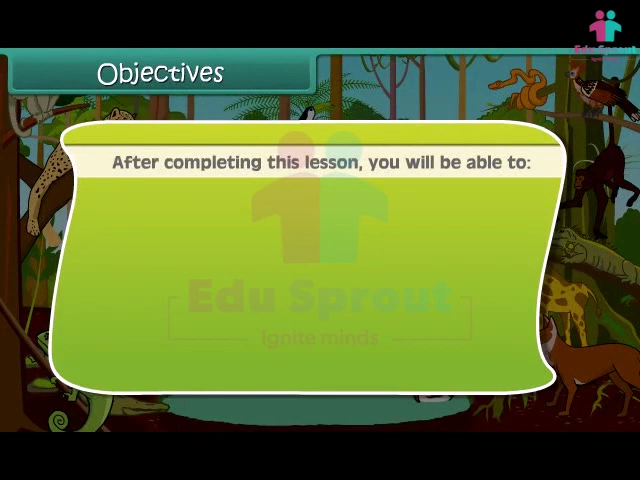 Objectives
Edu Sprout
After completing this lesson, you will be able to:
Edu Sprout
Ignite minds